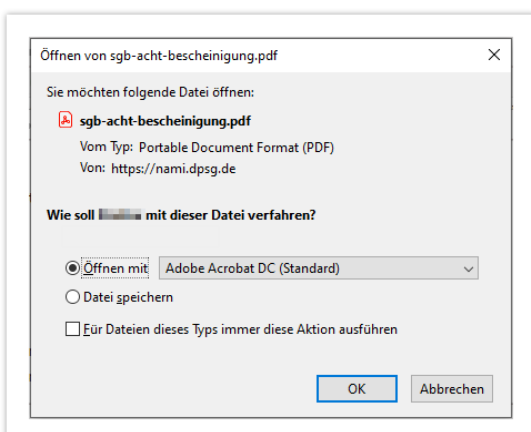 Öffnen von sgb-acht-bescheinigung.pdf
Sie möchten folgende Datei öffnen:
sgb-acht-bescheinigung.pdf
Vom Typ: Portable Document Format (PDF)
Von: https://nami.dpsg.de
Wie soll mit dieser Datei verfahren?
Öffnen mit Adobe Acrobat DC (Standard)
Datei speichern
Für Dateien dieses Typs immer diese Aktion ausführen
OK Abbrechen